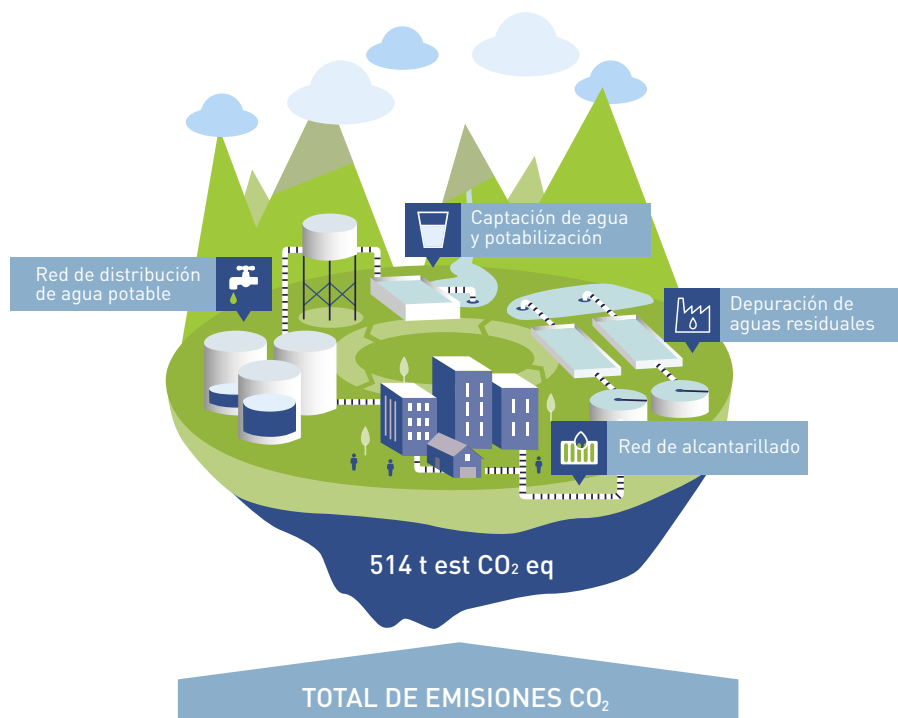 Captación de agua
y potabilización
Red de distribución
de agua potable
Depuración de
aguas residuales
Red de alcantarillado
514 t est CO₂ eq
TOTAL DE EMISIONES CO₂